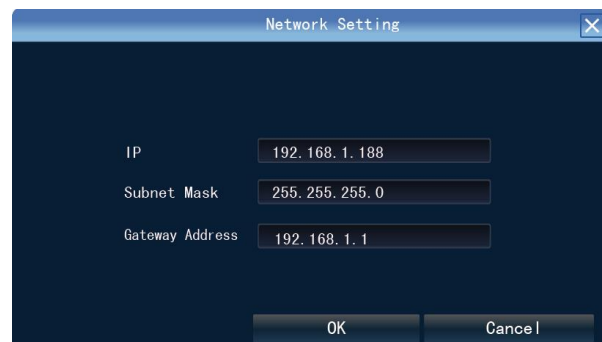 Network Setting
IP 192.168.1.188
Subnet Mask 255.255.255.0
Gateway Address 192.168.1.1
OK Cancel